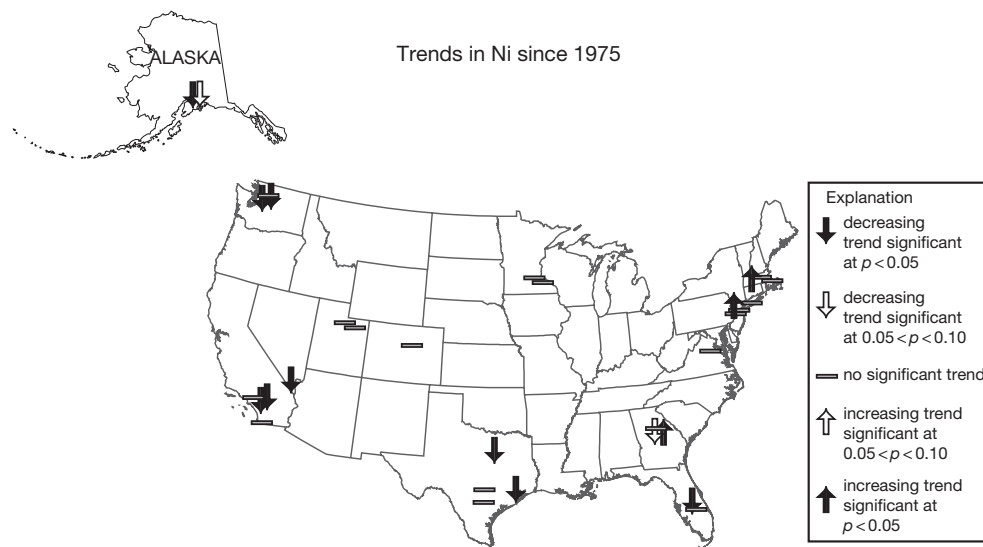 Trends in Ni since 1975
ALASKA
Explanation
decreasing
trend significant
at p<0.05
decreasing
trend significant
at 0.05<p<0.10
no significant trend
increasing trend
significant at
0.05<p<0.10
increasing trend
significant at
p<0.05